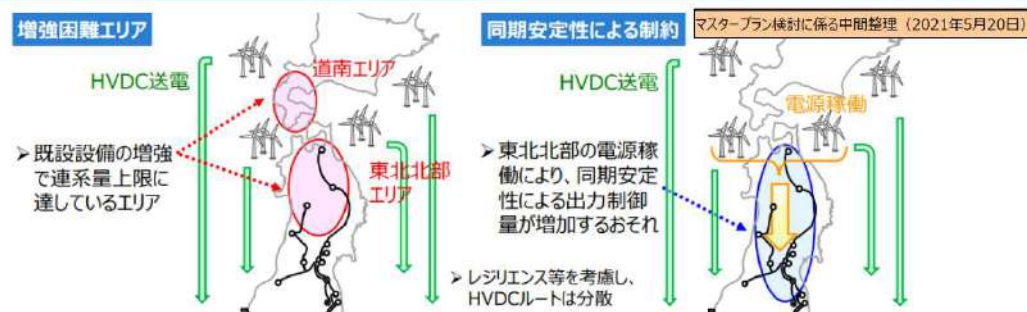 増強困難エリア
HVDC送電
道南エリア
➤既設設備の増強
で連系量上限に
達しているエリア
東北北部
エリア
同期安定性による制約
マスタープラン検討に係る中間整理（2021年5月20日）
HVDC送電
電源稼働
➤東北北部の電源稼
働により、同期安定
性による出力制御
量が増加するおそれ
➤レジリエンス等を考慮し、
HVDCルートは分散